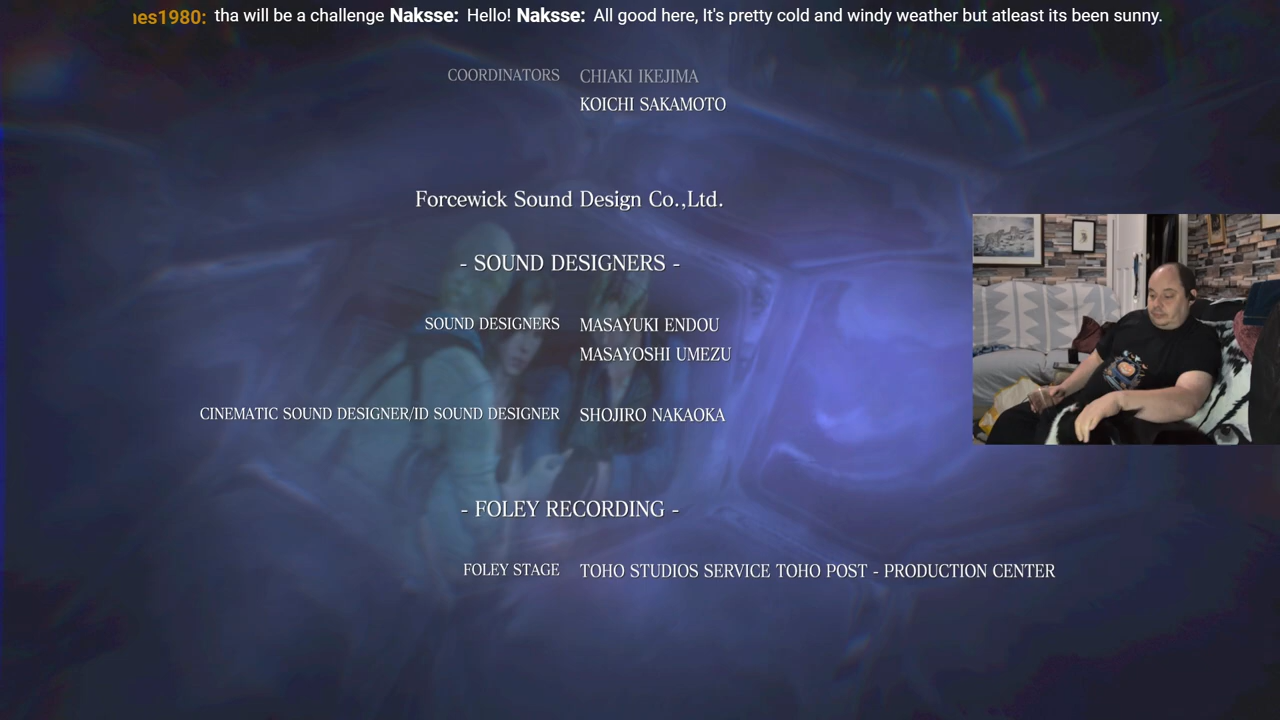 nes1980: tha will be a challenge Naksse: Hello! Naksse: All good here, It's pretty cold and windy weather but atleast its been sunny.
COORDINATORS CHIAKI IKEJIMA
KOICHI SAKAMOTO
Forcewick Sound Design Co.,Ltd.
- SOUND DESIGNERS -
SOUND DESIGNERS MASAYUKI ENDOU
MASAYOSHI UMEZU
CINEMATIC SOUND DESIGNER/ID SOUND DESIGNER SHOJIRO NAKAOKA
- FOLEY RECORDING -
FOLEY STAGE TOHO STUDIOS SERVICE TOHO POST - PRODUCTION CENTER